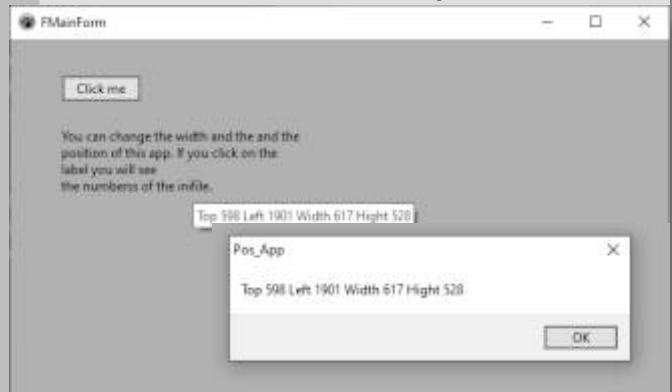 FMainForm
Click me
You can change the width and the and the
position of this app. If you click on the
label you will see
the numberss of the inifile.
Top 598 Left 1901 Width 617 Hight 528
Pos_App
Top 598 Left 1901 Width 617 Hight 528
OK